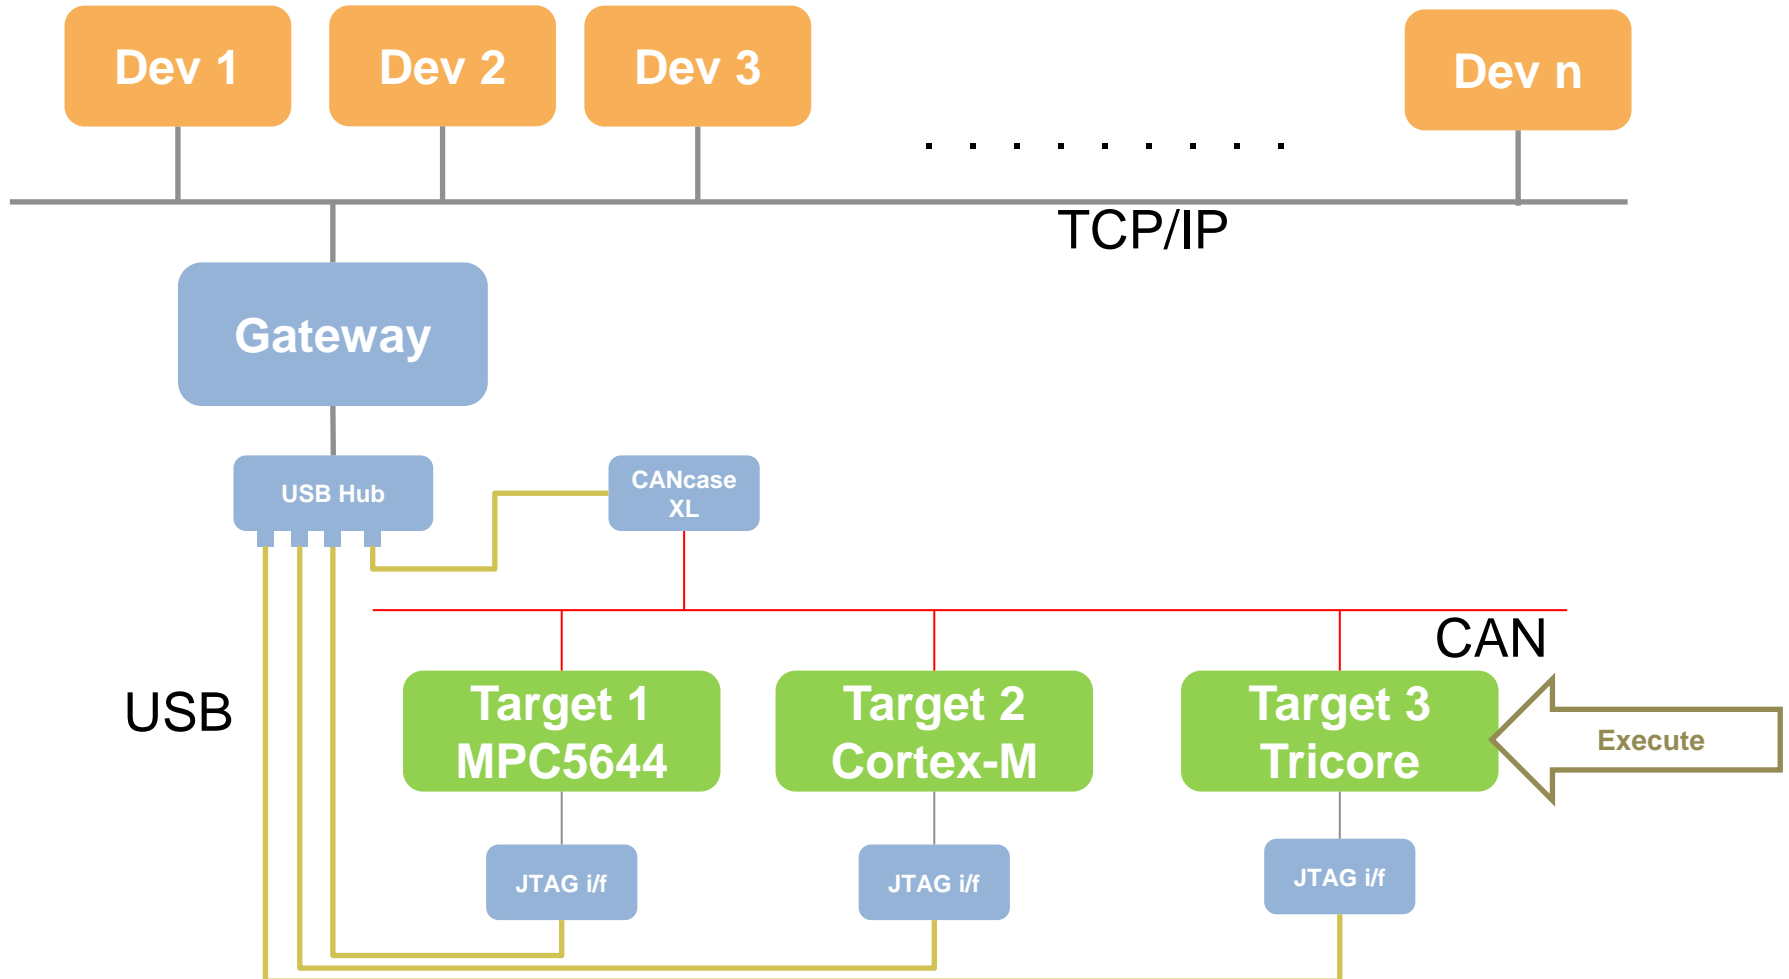 Dev 1
Dev 2
Dev 3
. . . . . . . . .
Dev n
TCP/IP
Gateway
USB Hub
CANcase
XL
CAN
USB
Target 1
MPC5644
Target 2
Cortex-M
Target 3
Tricore
Execute
JTAG i/f
JTAG i/f
JTAG i/f